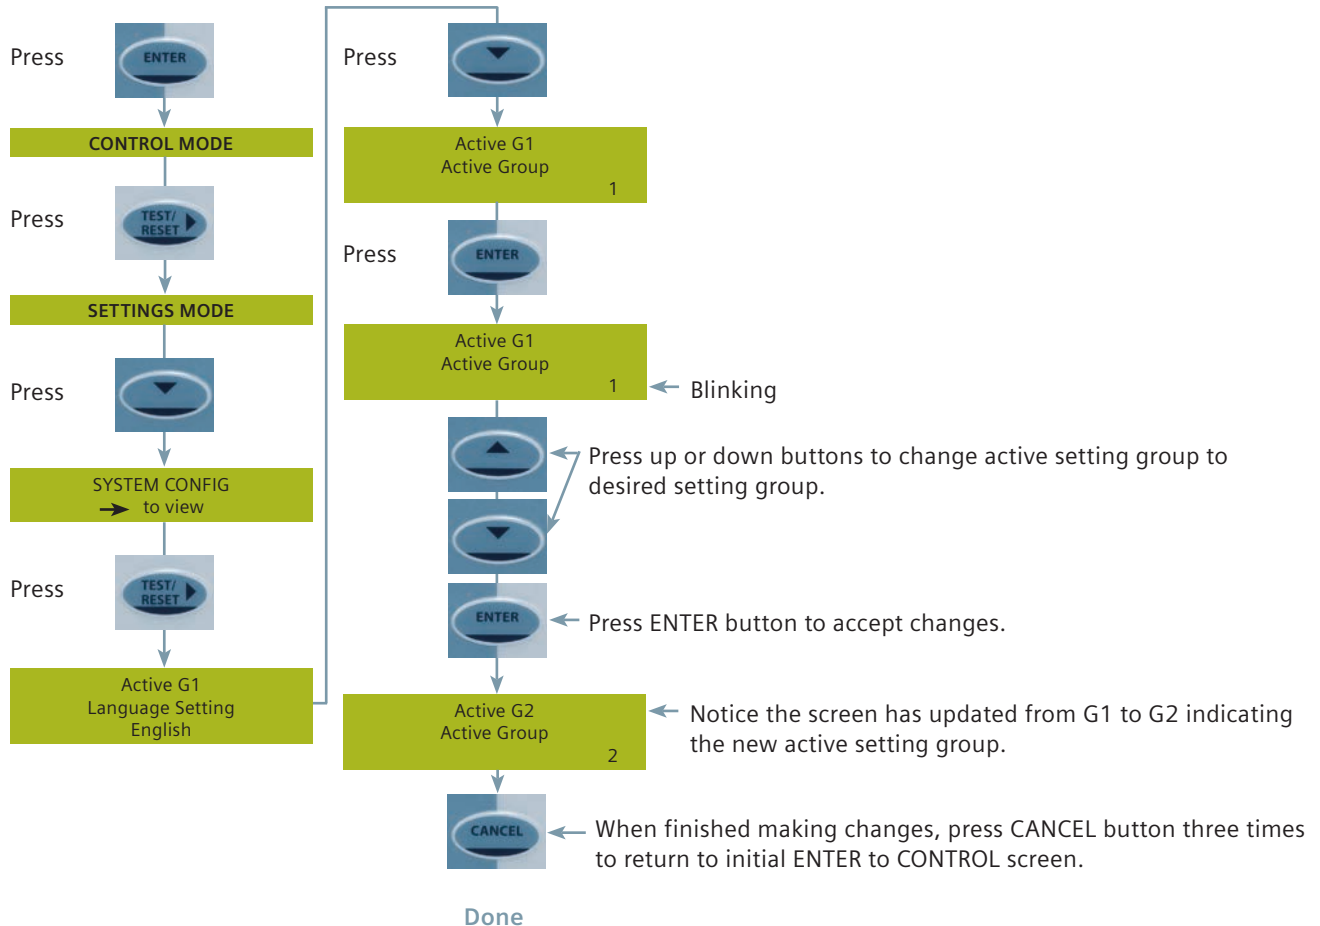 Press
ENTER
CONTROL MODE
Press
TEST/
RESET
SETTINGS MODE
Press
SYSTEM CONFIG
to view
Press
TEST/
RESET
Active G1
Language Setting
English
Press
Active G1
Active Group
1
Press
ENTER
Active G1
Active Group
1
Blinking
Press up or down buttons to change active setting group to
desired setting group.
ENTER
Press ENTER button to accept changes.
Active G2
Active Group
2
Notice the screen has updated from G1 to G2 indicating
the new active setting group.
CANCEL
When finished making changes, press CANCEL button three times
to return to initial ENTER to CONTROL screen.
Done